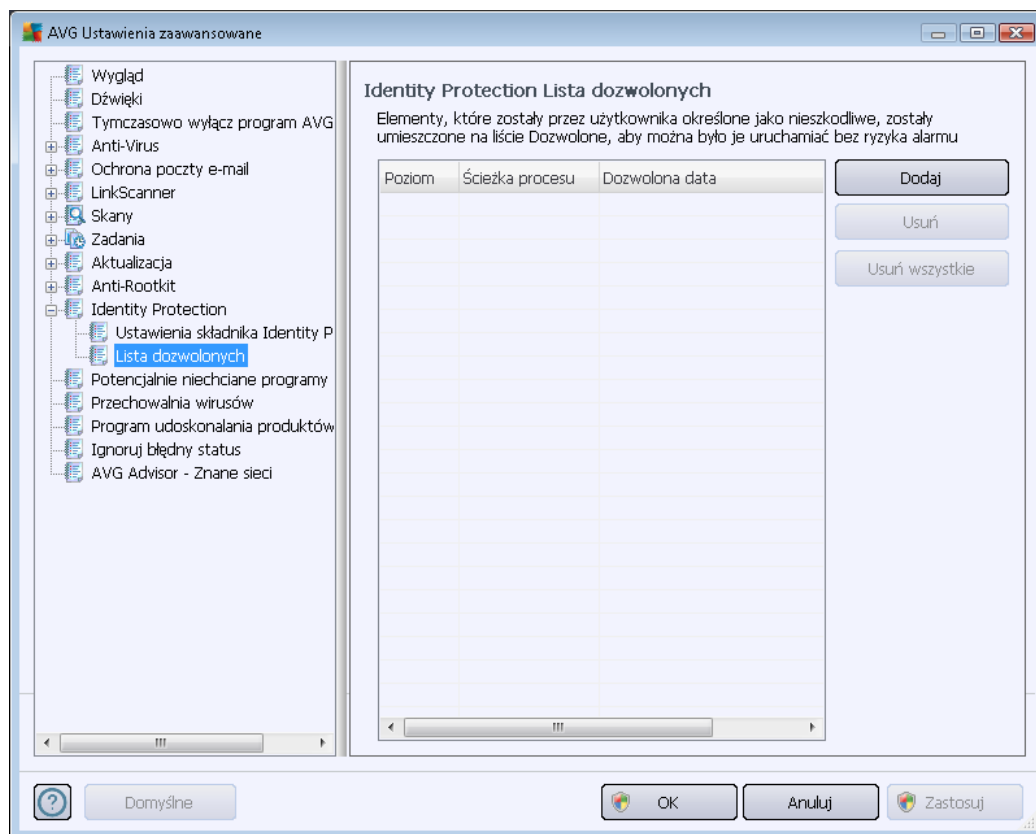 AVG Ustawienia zaawansowane
Wygląd
Dźwięki
Tymczasowo wyłącz program AVG
Anti-Virus
Ochrona poczty e-mail
LinkScanner
Skany
Zadania
Aktualizacja
Anti-Rootkit
Identity Protection
Ustawienia składnika Identity P
Lista dozwolonych
Potencjalnie niechciane programy
Przechowalnia wirusów
Program udoskonalania produktów
Ignoruj błędny status
AVG Advisor - Znane sieci
Identity Protection Lista dozwolonych
Elementy, które zostały przez użytkownika określone jako nieszkodliwe, zostały
umieszczone na liście Dozwolone, aby można było je uruchamiać bez ryzyka alarmu
Poziom Ścieżka procesu Dozwolona data
Dodaj
Usuń
Usuń wszystkie
Domyślne
OK
Anuluj
Zastosuj